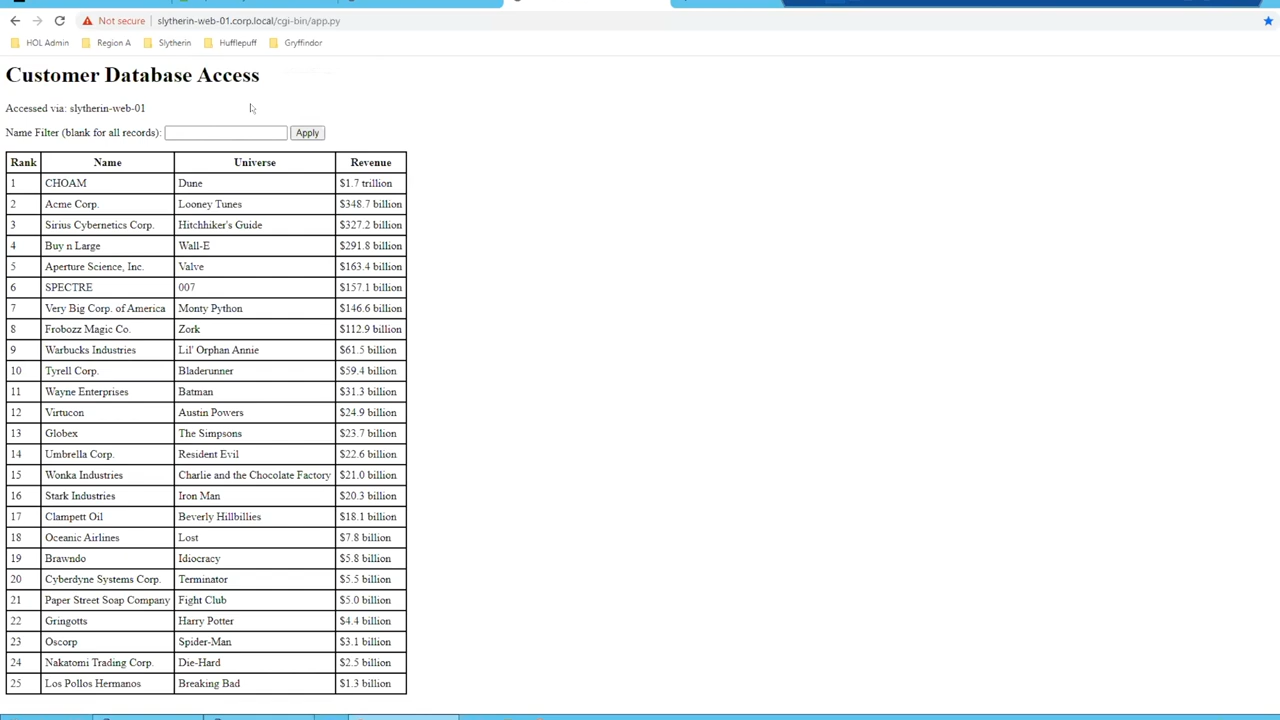 Not secure | slytherin-web-01.corp.local/cgi-bin/app.py
HOL Admin Region A Slytherin Hufflepuff Gryffindor
Customer Database Access
Accessed via: slytherin-web-01
Name Filter (blank for all records): Apply
Rank Name Universe Revenue
1 CHOAM Dune $1.7 trillion
2 Acme Corp. Looney Tunes $348.7 billion
3 Sirius Cybernetics Corp. Hitchhiker's Guide $327.2 billion
4 Buy n Large Wall-E $291.8 billion
5 Aperture Science, Inc. Valve $163.4 billion
6 SPECTRE 007 $157.1 billion
7 Very Big Corp. of America Monty Python $146.6 billion
8 Frobozz Magic Co. Zork $112.9 billion
9 Warbucks Industries Lil' Orphan Annie $61.5 billion
10 Tyrell Corp. Bladerunner $59.4 billion
11 Wayne Enterprises Batman $31.3 billion
12 Virtucon Austin Powers $24.9 billion
13 Globex The Simpsons $23.7 billion
14 Umbrella Corp. Resident Evil $22.6 billion
15 Wonka Industries Charlie and the Chocolate Factory $21.0 billion
16 Stark Industries Iron Man $20.3 billion
17 Clampett Oil Beverly Hillbillies $18.1 billion
18 Oceanic Airlines Lost $7.8 billion
19 Brawndo Idiocracy $5.8 billion
20 Cyberdyne Systems Corp. Terminator $5.5 billion
21 Paper Street Soap Company Fight Club $5.0 billion
22 Gringotts Harry Potter $4.4 billion
23 Oscorp Spider-Man $3.1 billion
24 Nakatomi Trading Corp. Die-Hard $2.5 billion
25 Los Pollos Hermanos Breaking Bad $1.3 billion